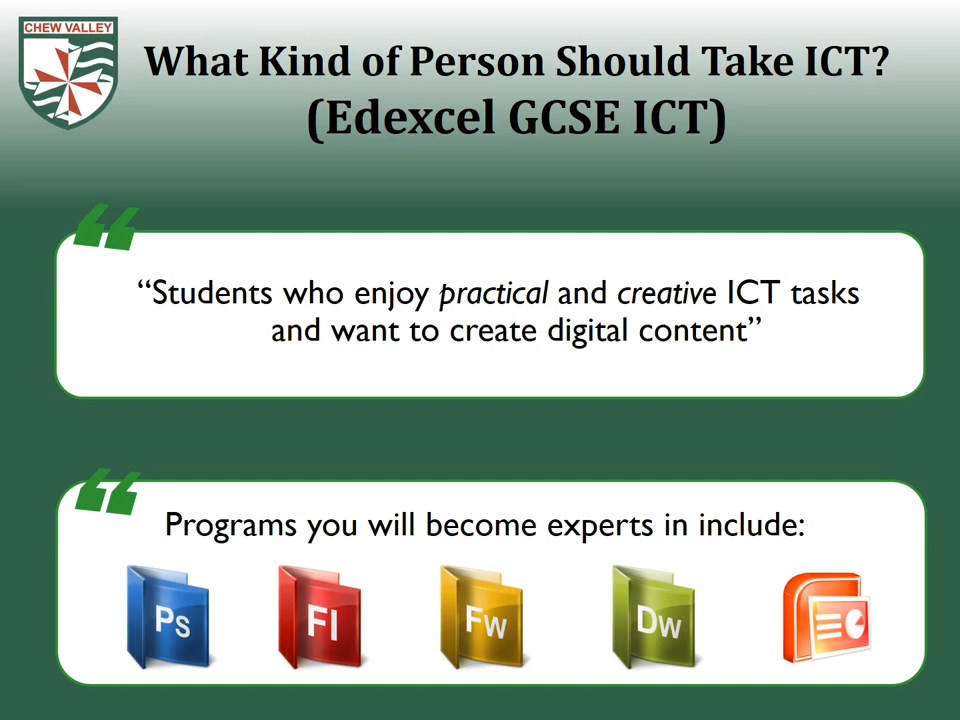 CHEW VALLEY
What Kind of Person Should Take ICT?
(Edexcel GCSE ICT)
“
“Students who enjoy practical and creative ICT tasks
and want to create digital content”
“
Programs you will become experts in include:
Ps Fl Fw Dw